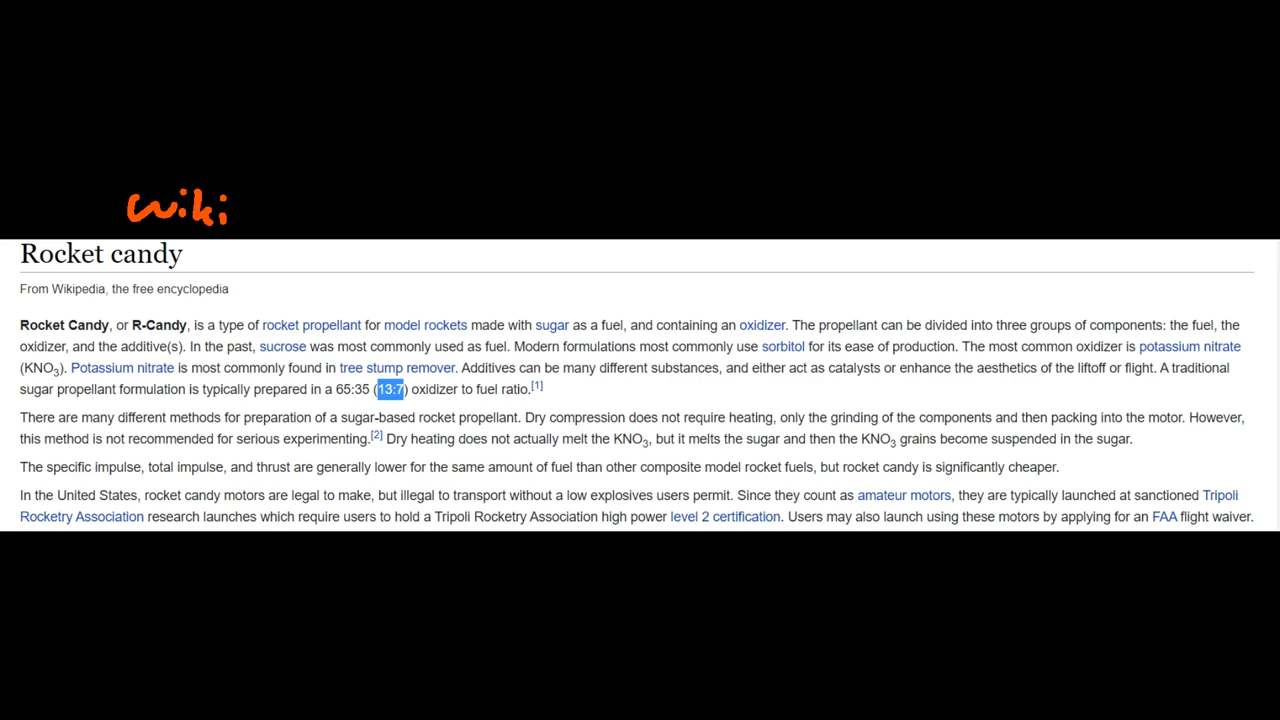 wiki
Rocket candy
From Wikipedia, the free encyclopedia
Rocket Candy, or R-Candy, is a type of rocket propellant for model rockets made with sugar as a fuel, and containing an oxidizer. The propellant can be divided into three groups of components: the fuel, the
oxidizer, and the additive(s). In the past, sucrose was most commonly used as fuel. Modern formulations most commonly use sorbitol for its ease of production. The most common oxidizer is potassium nitrate
(KNO3). Potassium nitrate is most commonly found in tree stump remover. Additives can be many different substances, and either act as catalysts or enhance the aesthetics of the liftoff or flight. A traditional
sugar propellant formulation is typically prepared in a 65:35 (13:7) oxidizer to fuel ratio.[1]
There are many different methods for preparation of a sugar-based rocket propellant. Dry compression does not require heating, only the grinding of the components and then packing into the motor. However,
this method is not recommended for serious experimenting.[2] Dry heating does not actually melt the KNO3, but it melts the sugar and then the KNO3 grains become suspended in the sugar.
The specific impulse, total impulse, and thrust are generally lower for the same amount of fuel than other composite model rocket fuels, but rocket candy is significantly cheaper.
In the United States, rocket candy motors are legal to make, but illegal to transport without a low explosives users permit. Since they count as amateur motors, they are typically launched at sanctioned Tripoli
Rocketry Association research launches which require users to hold a Tripoli Rocketry Association high power level 2 certification. Users may also launch using these motors by applying for an FAA flight waiver.